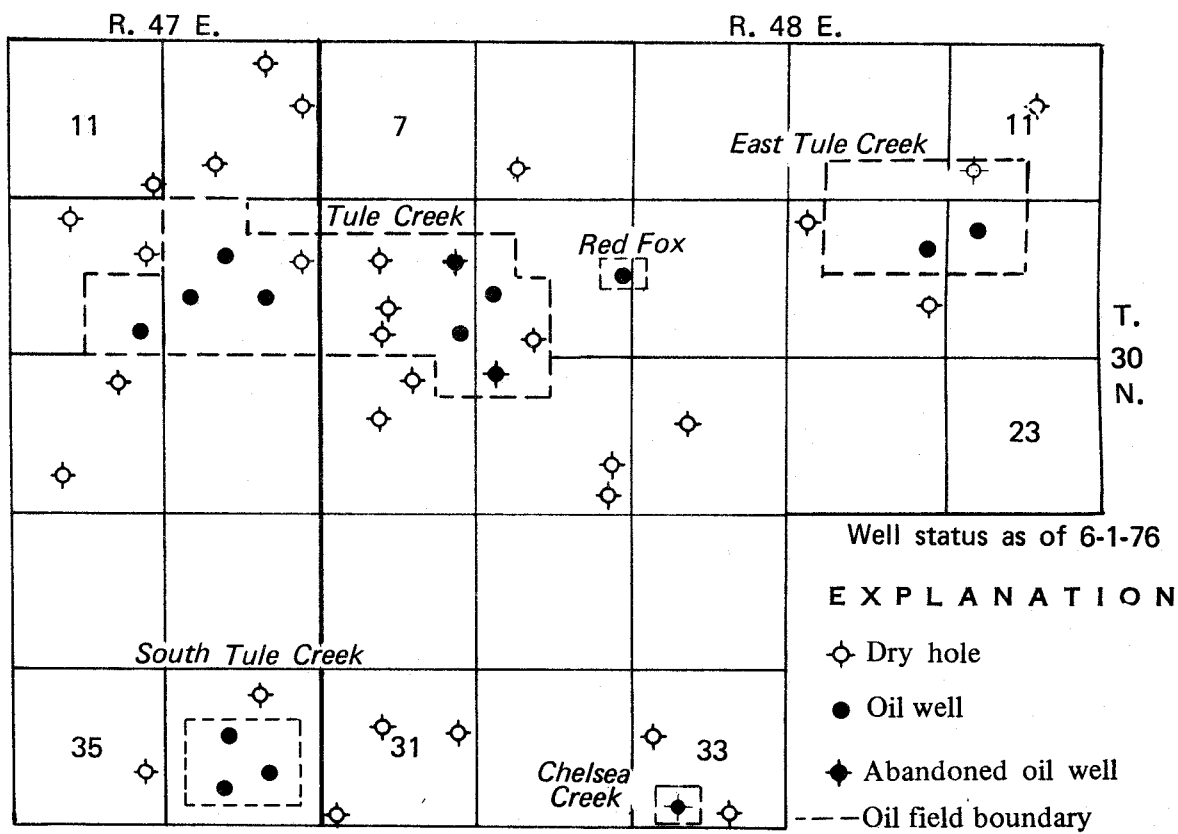 R. 47 E.
R. 48 E.
11
7
11
East Tule Creek
Tule Creek
Red Fox
T.
30
N.
23
Well status as of 6-1-76
EXPLANATION
Dry hole
Oil well
Abandoned oil well
Oil field boundary
South Tule Creek
35
31
33
Chelsea
Creek